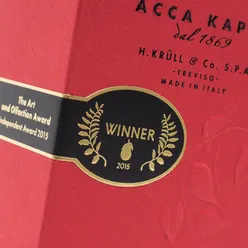 ACCA KAP
dal 1869
H. KRÜLL & Co. S.P.A
-TREVISO-
MADE IN ITALY
The Art
and Olfaction Award
Independent Award 2015
WINNER
2015